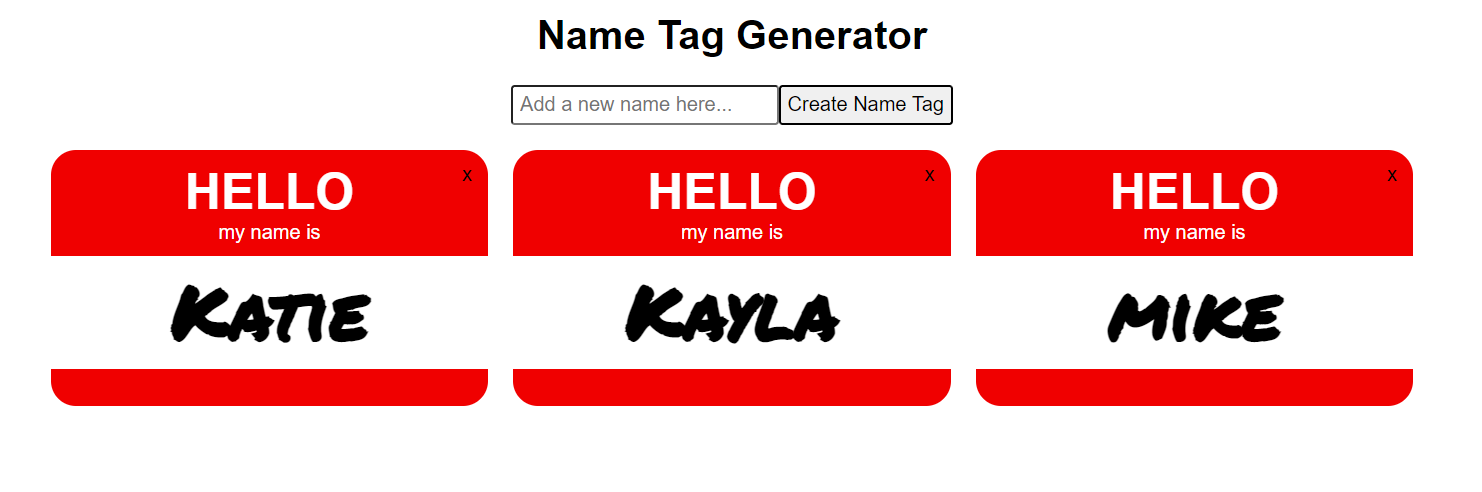 Name Tag Generator
Add a new name here... Create Name Tag
x x x
HELLO HELLO HELLO
my name is my name is my name is
Katie Kayla mike